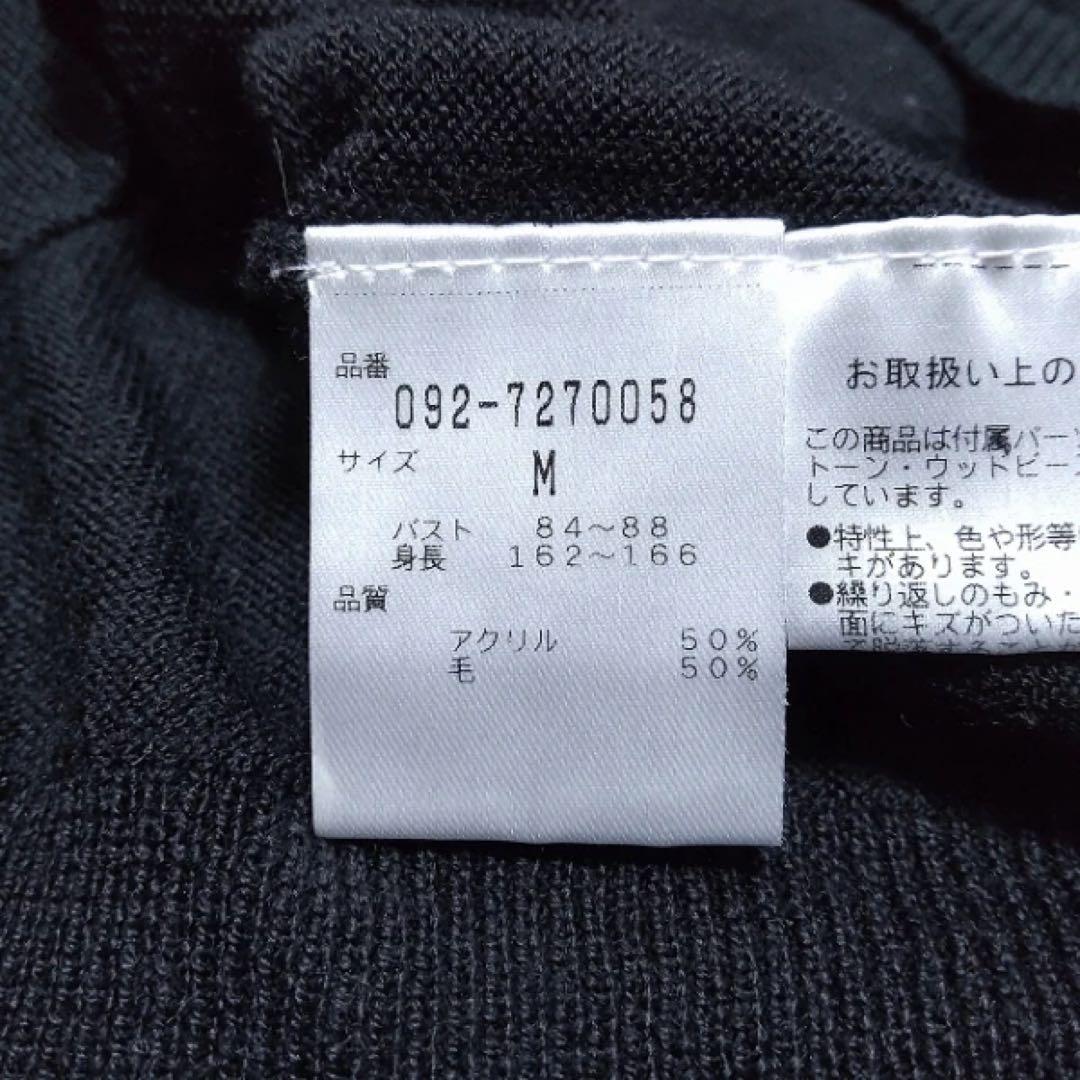 品番
092-7270058
サイズ M
バスト 84～88
身長 162～166
品質
アクリル 50%
毛 50%
お取扱い上の
この商品は付属パー
トーン・ウッドビー
しています。
●特性上、色や形等
キがあります。
●繰り返しのもみ・
面にキズがついた